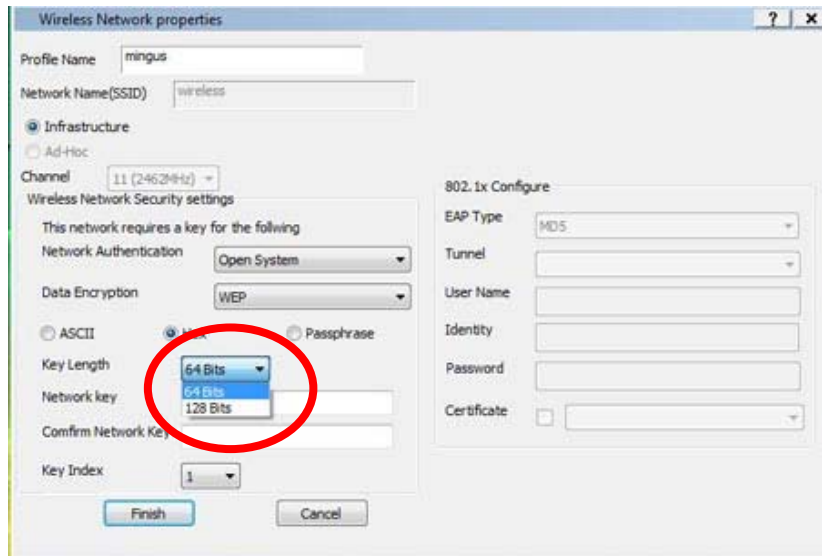 Wireless Network properties
? x
Profile Name mingus
Network Name(SSID) wireless
Infrastructure
Ad-Hoc
Channel 11 (2462MHz)
Wireless Network Security settings
This network requires a key for the follwing
Network Authentication Open System
Data Encryption WEP
ASCII Passphrase
Key Length 64 Bits
64 Bits
Network key
128 Bits
Comfirm Network Key
Key Index 1
Finish Cancel
802.1x Configure
EAP Type MD5
Tunnel
User Name
Identity
Password
Certificate